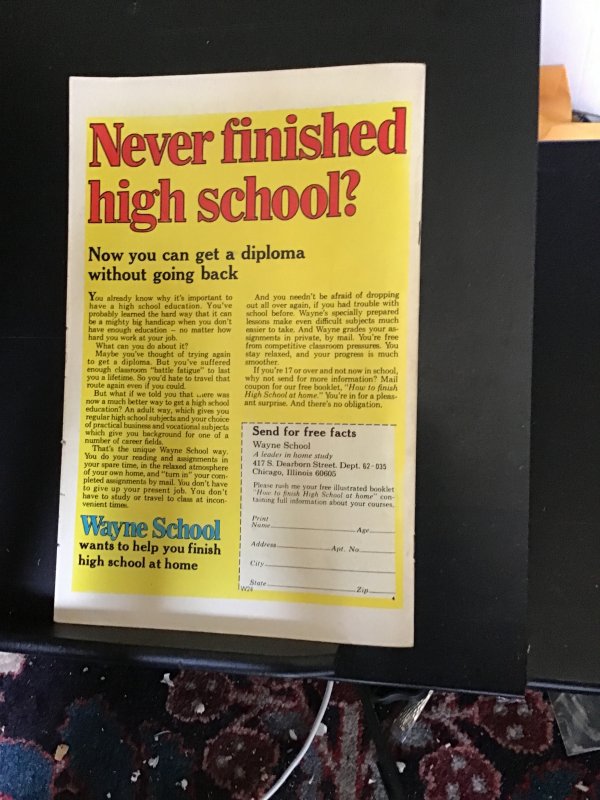 Never finished
high school?
Now you can get a diploma
without going back
You already know why it's important to
have a high school education. You've
probably learned the hard way that it can
be a mighty big handicap when you don't
have enough education – no matter how
hard you work at your job.
What can you do about it?
Maybe you've thought of trying again
to get a diploma. But you've suffered
enough classroom "battle fatigue" to last
you a lifetime. So you'd hate to travel that
route again even if you could.
But what if we told you that there was
now a much better way to get a high school
education? An adult way, which gives you
regular high school subjects and your choice
of practical business and vocational subjects
which give you background for one of a
number of career fields.
That's the unique Wayne School way.
You do your reading and assignments in
your spare time, in the relaxed atmosphere
of your own home, and "turn in" your com-
pleted assignments by mail. You don't have
to give up your present job. You don't
have to study or travel to class at incon-
venient times.
Wayne School
wants to help you finish
high school at home
And you needn't be afraid of dropping
out all over again, if you had trouble with
school before. Wayne's specially prepared
lessons make even difficult subjects much
easier to take. And Wayne grades your as-
signments in private, by mail. You're free
from competitive classroom pressures. You
stay relaxed, and your progress is much
smoother.
If you're 17 or over and not now in school,
why not send for more information? Mail
coupon for our free booklet, "How to finish
High School at home." You're in for a pleas-
ant surprise. And there's no obligation.
Send for free facts
Wayne School
A leader in home study
417 S. Dearborn Street. Dept. 62-035
Chicago, Illinois 60605
Please rush me your free illustrated booklet
"How to finish High School at home" con-
taining full information about your courses.
Print
Name Age
Address Apt. No.
City
State Zip
W28